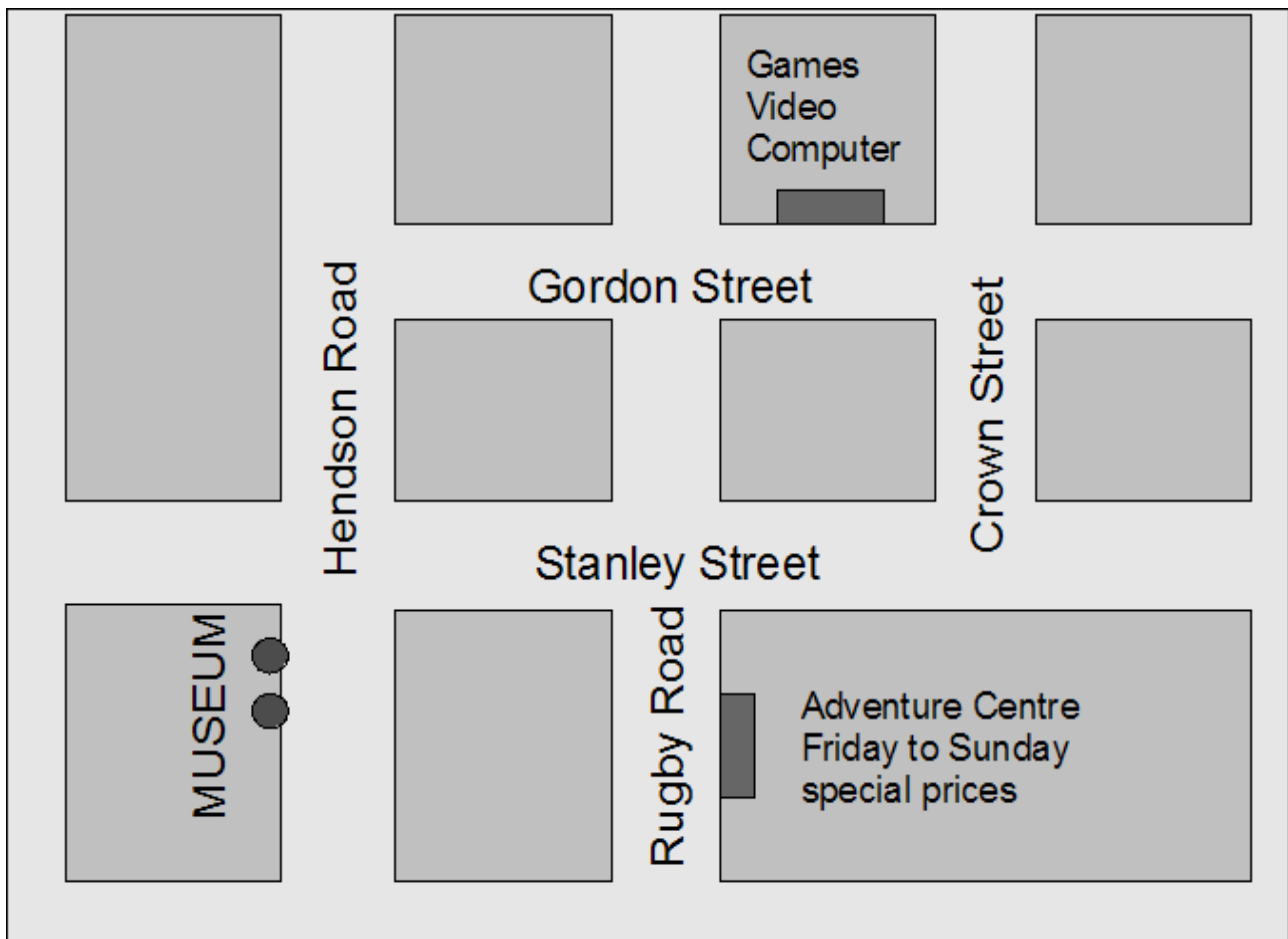 Games
Video
Computer
Gordon Street
Hendson Road
Crown Street
Stanley Street
MUSEUM
Rugby Road
Adventure Centre
Friday to Sunday
special prices